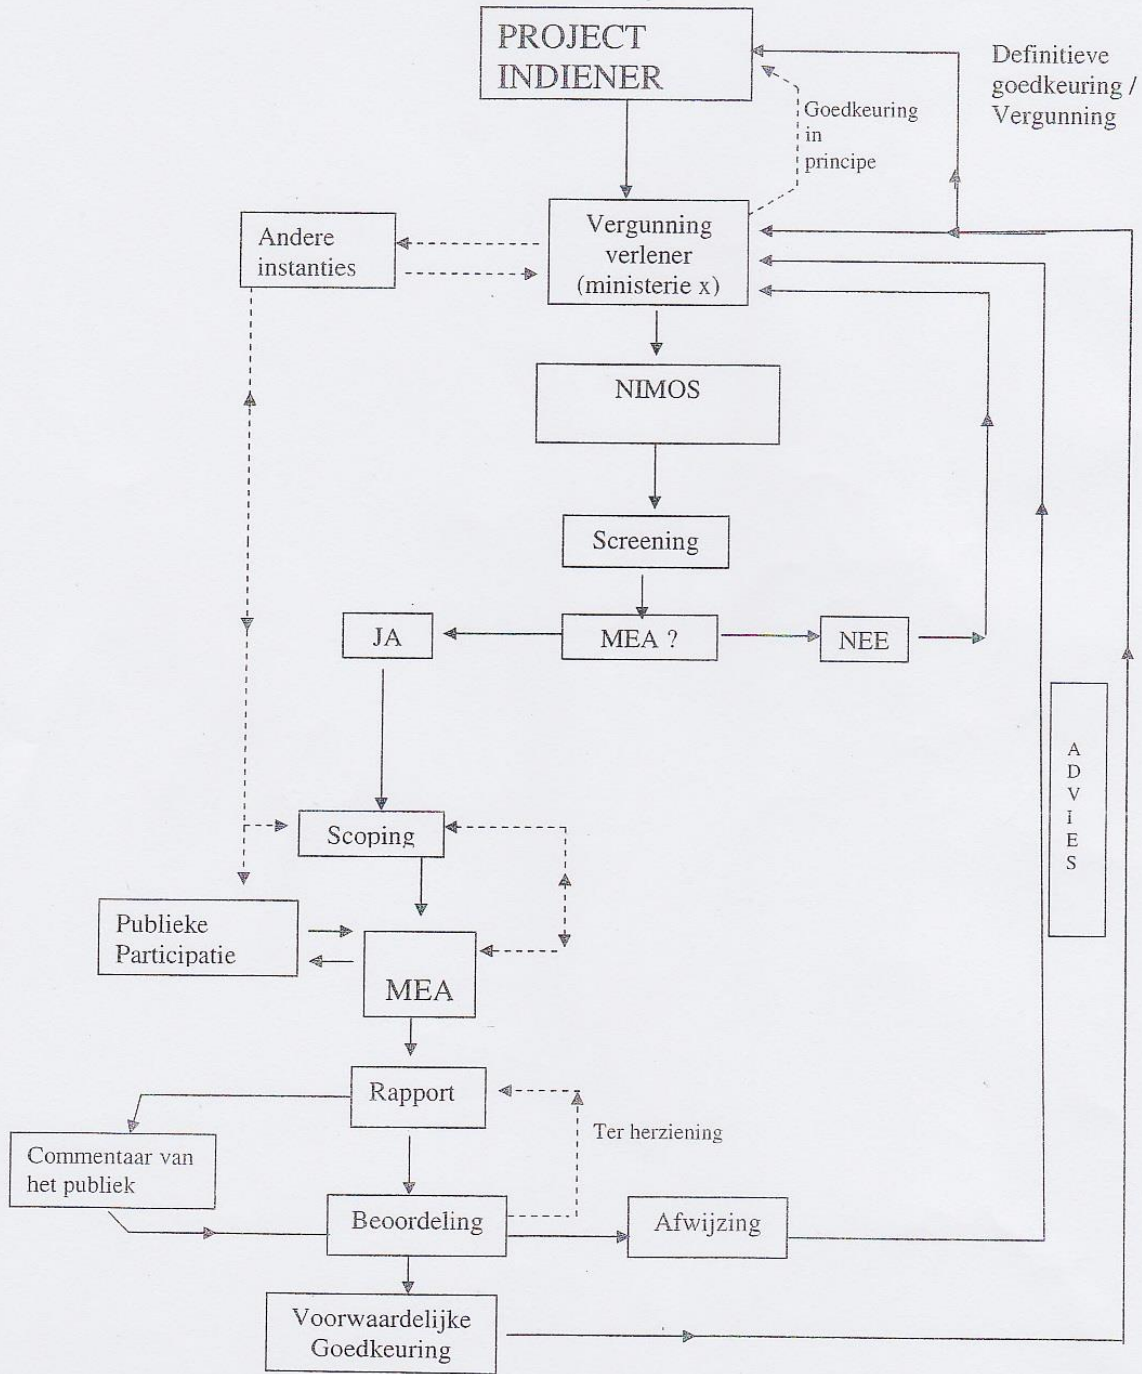 PROJECT
INDIENER
Definitieve
goedkeuring /
Vergunning
Goedkeuring
in
principe
Andere
instanties
Vergunning
verlener
(ministerie x)
NIMOS
Screening
JA
MEA ?
NEE
A
D
V
I
E
S
Scoping
Publieke
Participatie
MEA
Rapport
Ter herziening
Commentaar van
het publiek
Beoordeling
Afwijzing
Voorwaardelijke
Goedkeuring